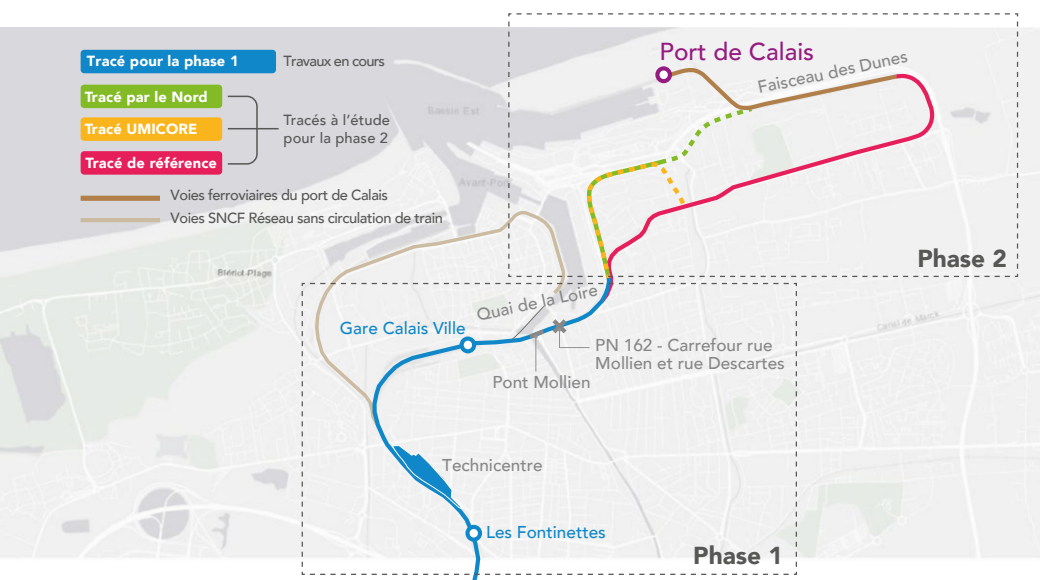 Tracé pour la phase 1
Travaux en cours
Tracé par le Nord
Tracé UMICORE
Tracé de référence
Tracés à l'étude
pour la phase 2
Voies ferroviaires du port de Calais
Voies SNCF Réseau sans circulation de train
Port de Calais
Faisceau des Dunes
Bassin Est
Avant-Port
Blériot-Plage
Phase 2
Quai de la Loire
Canal de Marck
Gare Calais Ville
PN 162 - Carrefour rue
Mollien et rue Descartes
Pont Mollien
Technicentre
Les Fontinettes
Phase 1